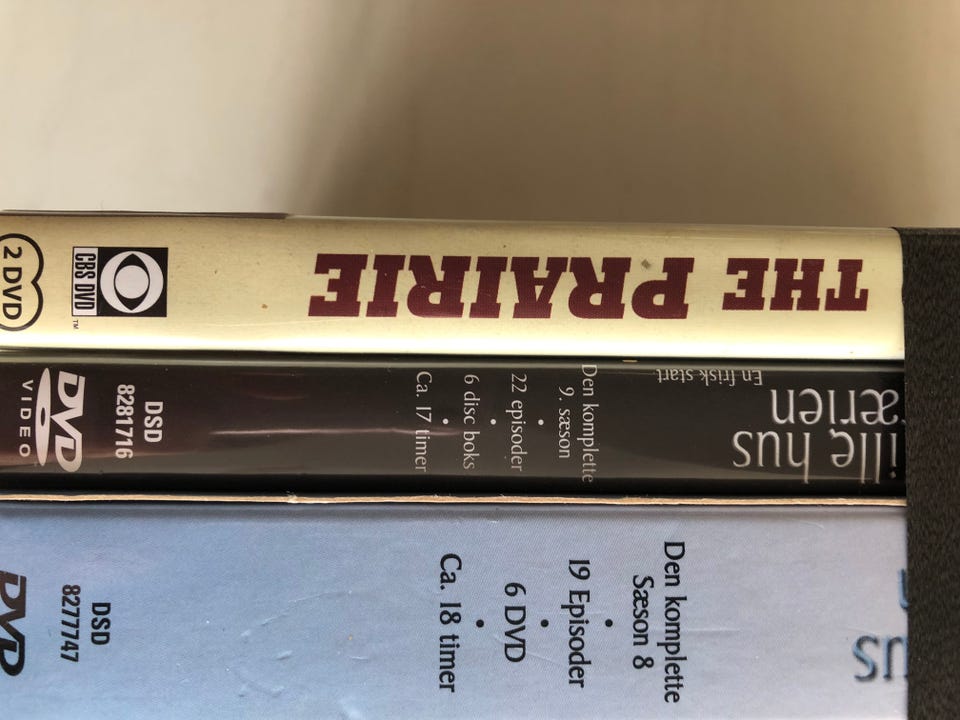 THE PRAIRIE
CBS DVD
TM
2 DVD
ille hus
ærien
En frisk start
Den komplette
9. sæson
•
22 episoder
•
6 disc boks
•
Ca. 17 timer
DSD
8281716
DVD
VIDEO
us
Den komplette
Sæson 8
•
19 Episoder
•
6 DVD
•
Ca. 18 timer
DSD
8277747
DVD